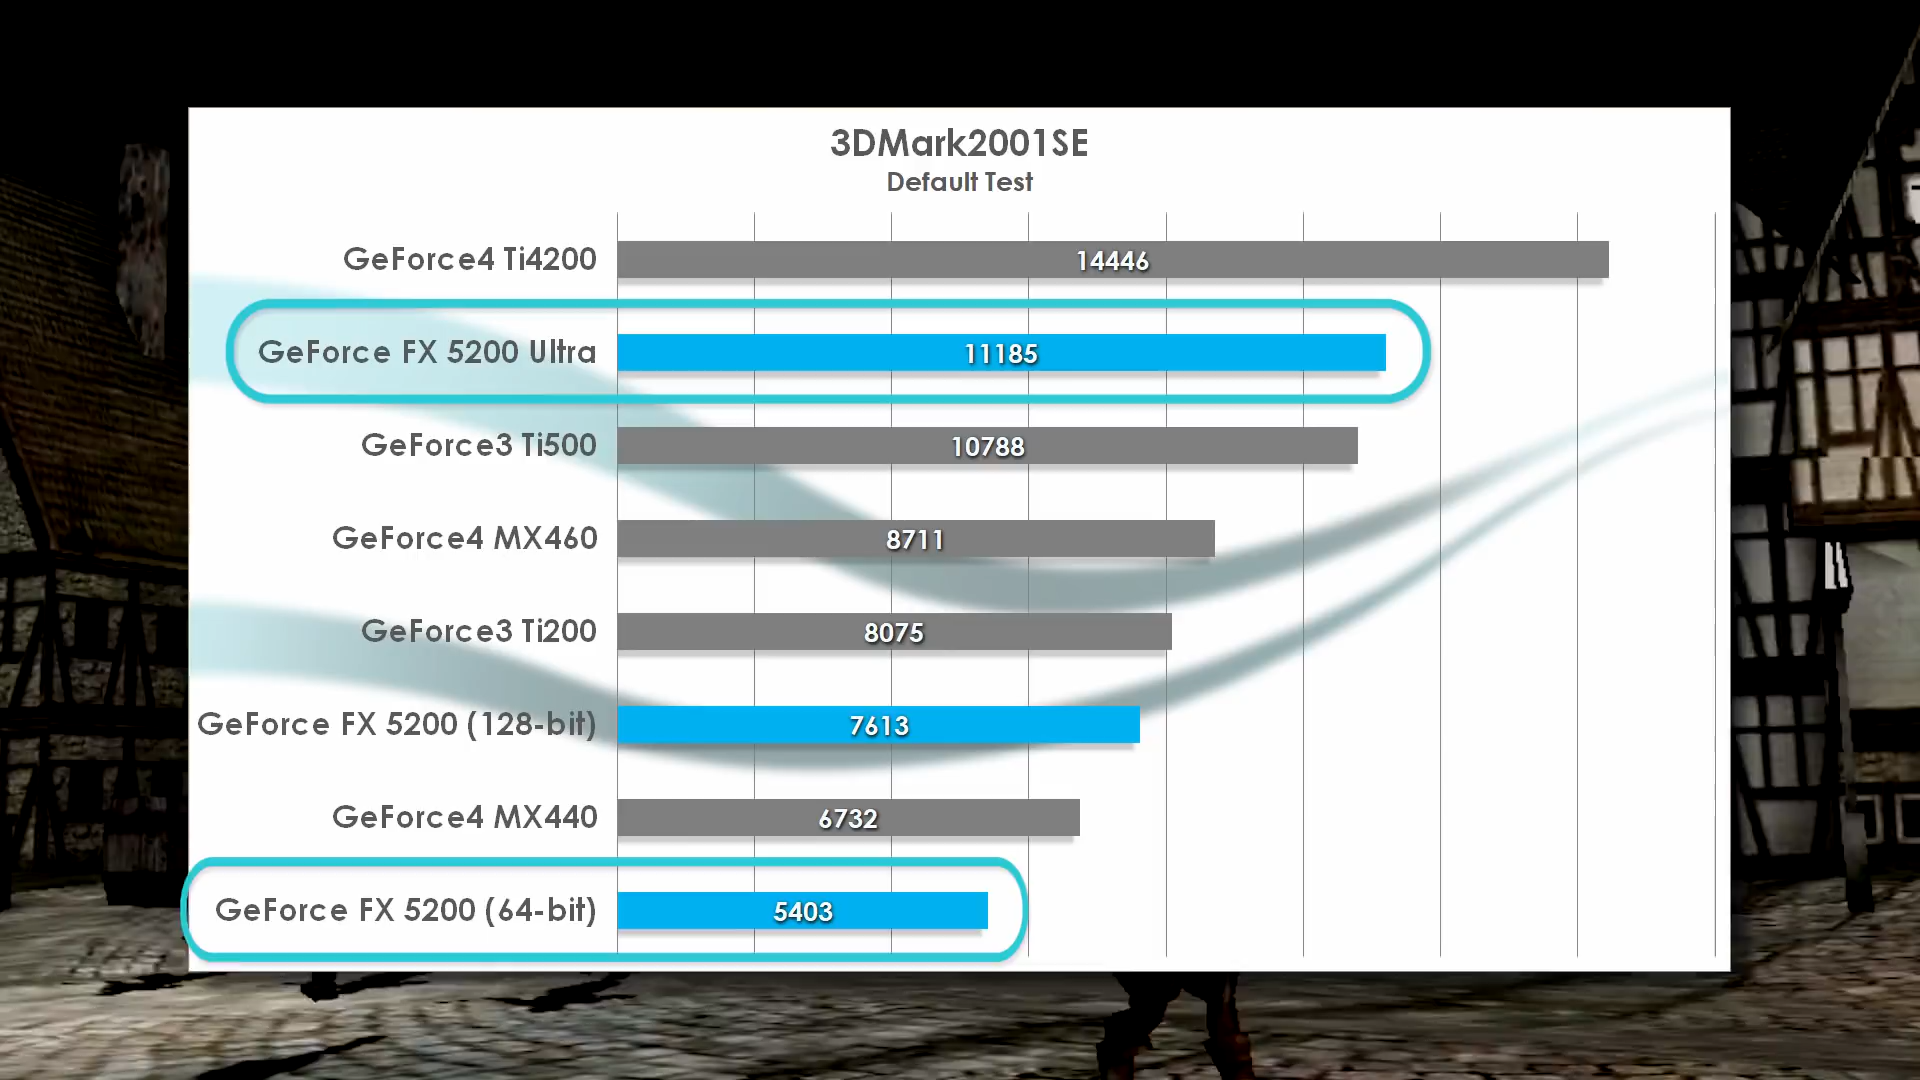 3DMark2001SE
Default Test
GeForce4 Ti4200 14446
GeForce FX 5200 Ultra 11185
GeForce3 Ti500 10788
GeForce4 MX460 8711
GeForce3 Ti200 8075
GeForce FX 5200 (128-bit) 7613
GeForce4 MX440 6732
GeForce FX 5200 (64-bit) 5403